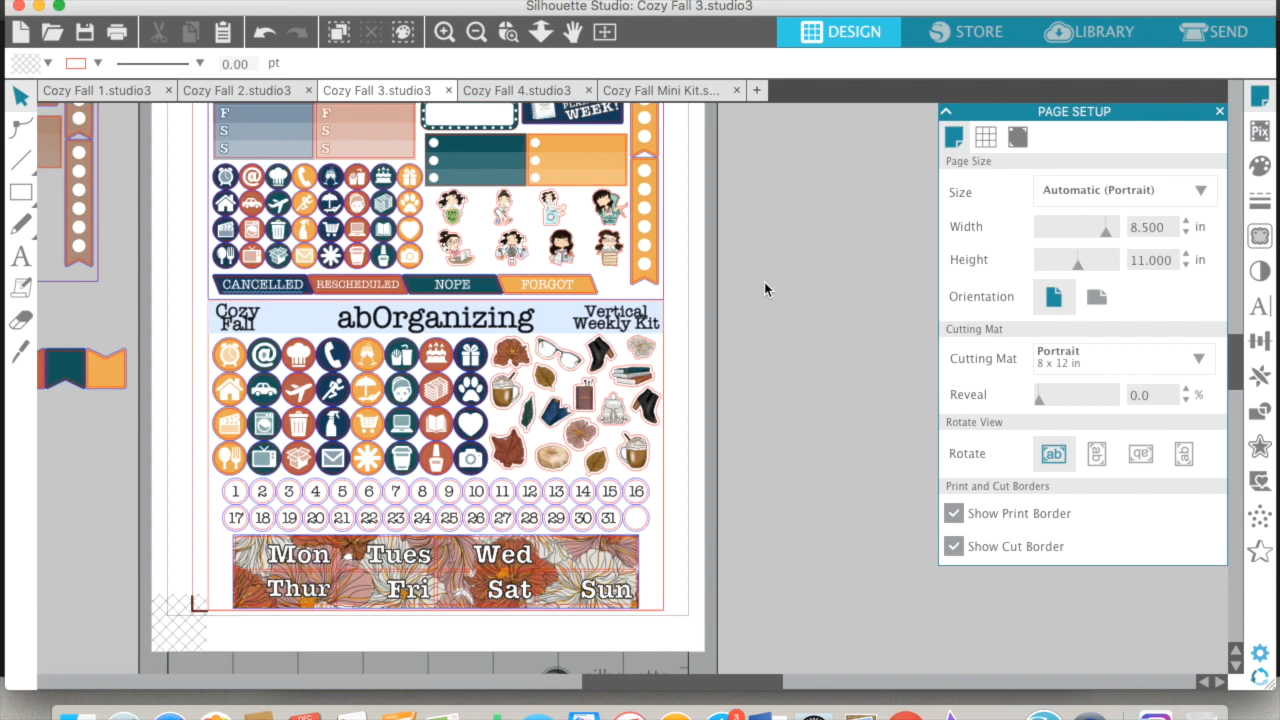 Silhouette Studio: Cozy Fall 3.studio3
DESIGN
STORE
LIBRARY
SEND
0.00 pt
Cozy Fall 1.studio3 ×
Cozy Fall 2.studio3 ×
Cozy Fall 3.studio3 ×
Cozy Fall 4.studio3 ×
Cozy Fall Mini Kit.s... ×
+
F
S
S
F
S
S
WEEK!
CANCELLED
RESCHEDULED
NOPE
FORGOT
Cozy
Fall
abOrganizing
Vertical
Weekly Kit
1 2 3 4 5 6 7 8 9 10 11 12 13 14 15 16
17 18 19 20 21 22 23 24 25 26 27 28 29 30 31
Mon Tues Wed
Thur Fri Sat Sun
PAGE SETUP
Page Size
Size Automatic (Portrait)
Width 8.500 in
Height 11.000 in
Orientation
Cutting Mat
Cutting Mat Portrait
8 x 12 in
Reveal 0.0 %
Rotate View
Rotate ab ab ab ab
Print and Cut Borders
Show Print Border
Show Cut Border
Pix
A
A
3